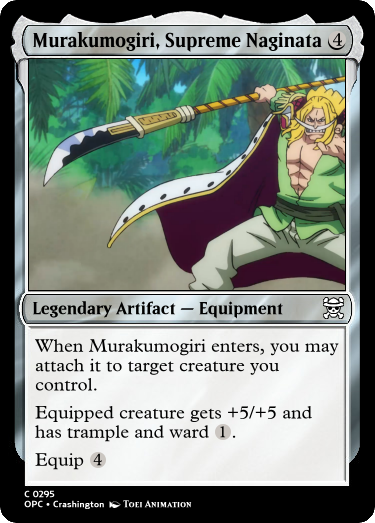 Murakumogiri, Supreme Naginata 4
Legendary Artifact — Equipment
When Murakumogiri enters, you may
attach it to target creature you
control.
Equipped creature gets +5/+5 and
has trample and ward 1.
Equip 4
C 0295
OPC • Crashington TOEI ANIMATION